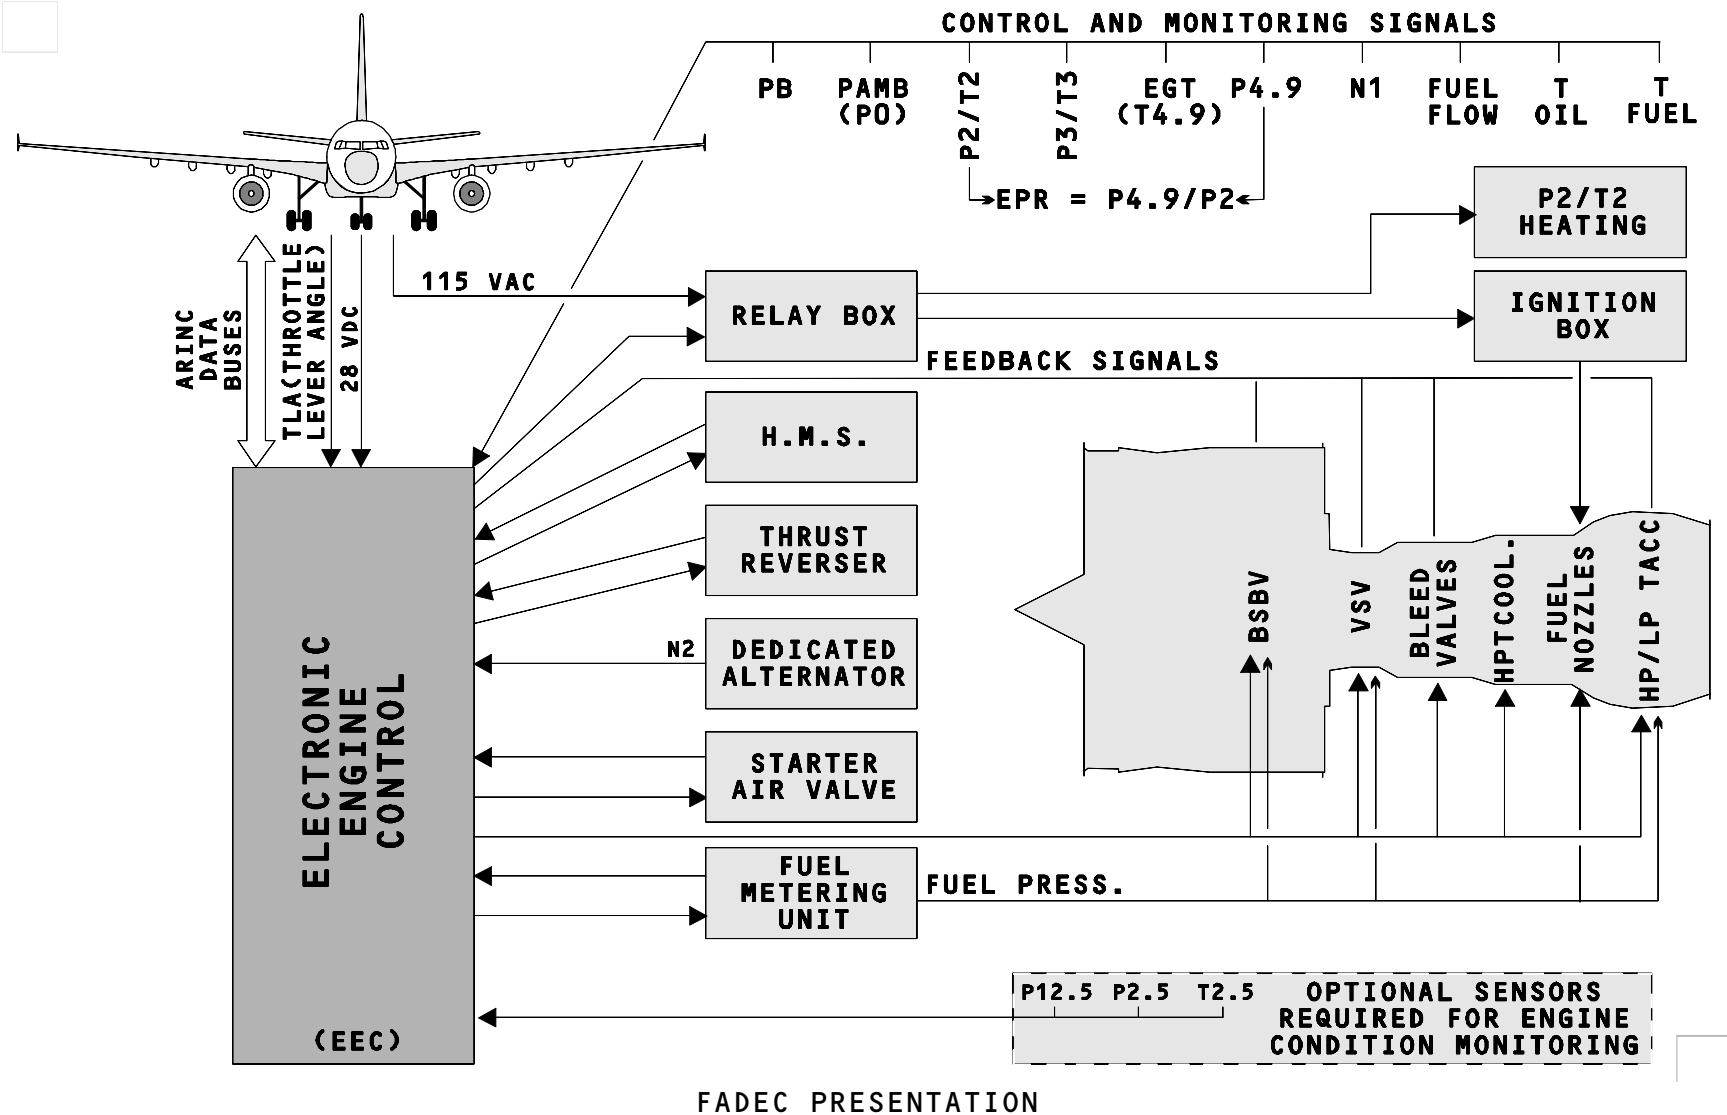 CONTROL AND MONITORING SIGNALS
PB
PAMB
(PO)
P2/T2
P3/T3
EGT
(T4.9)
P4.9
N1
FUEL
FLOW
T
OIL
T
FUEL
EPR = P4.9/P2
P2/T2
HEATING
ARINC
DATA
BUSES
TLA(THROTTLE
LEVER ANGLE)
28 VDC
115 VAC
RELAY BOX
IGNITION
BOX
FEEDBACK SIGNALS
H.M.S.
THRUST
REVERSER
N2
DEDICATED
ALTERNATOR
STARTER
AIR VALVE
FUEL
METERING
UNIT
FUEL PRESS.
BSBV
VSV
BLEED
VALVES
HPTCOOL.
FUEL
NOZZLES
HP/LP TACC
ELECTRONIC
ENGINE
CONTROL
(EEC)
P12.5 P2.5 T2.5
OPTIONAL SENSORS
REQUIRED FOR ENGINE
CONDITION MONITORING
FADEC PRESENTATION